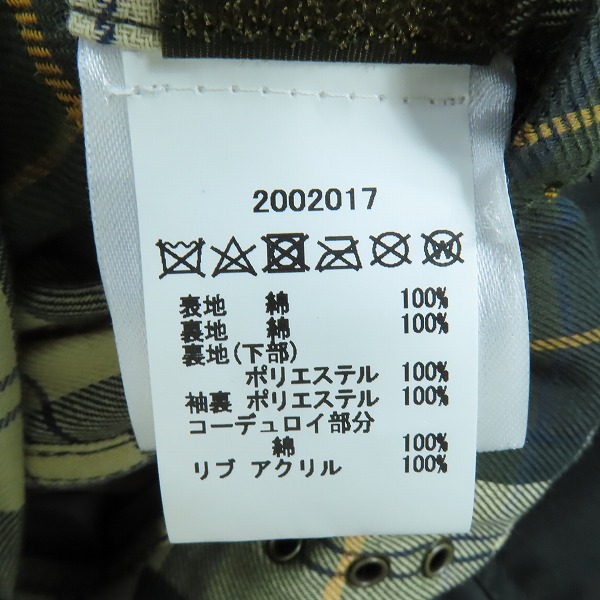 2002017
表地 綿 100%
裏地 綿 100%
裏地(下部)
ポリエステル 100%
袖裏 ポリエステル 100%
コーデュロイ部分
綿 100%
リブ アクリル 100%